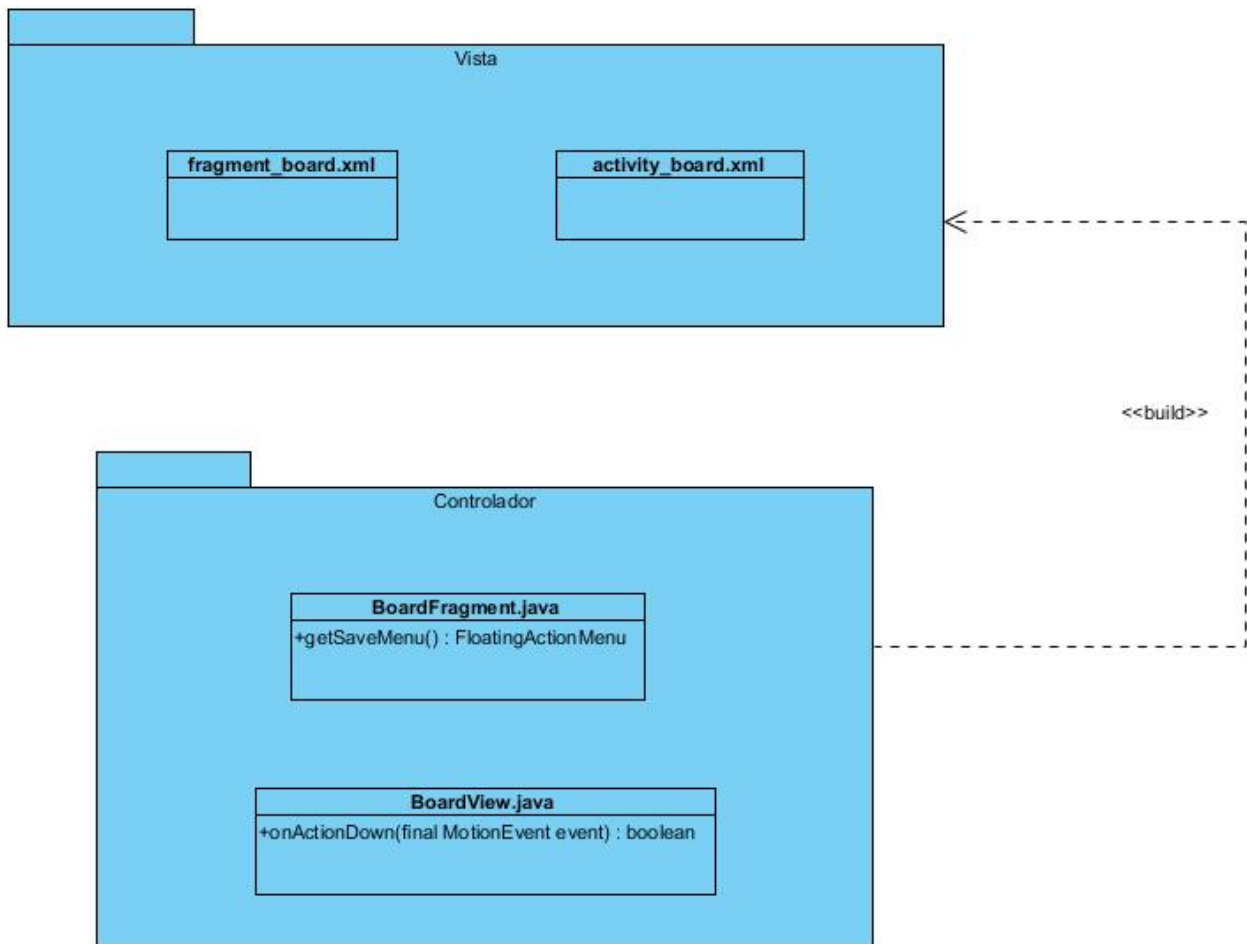 Vista
fragment_board.xml
activity_board.xml
<<build>>
Controlador
BoardFragment.java
+getSaveMenu() : FloatingActionMenu
BoardView.java
+onActionDown(final MotionEvent event) : boolean